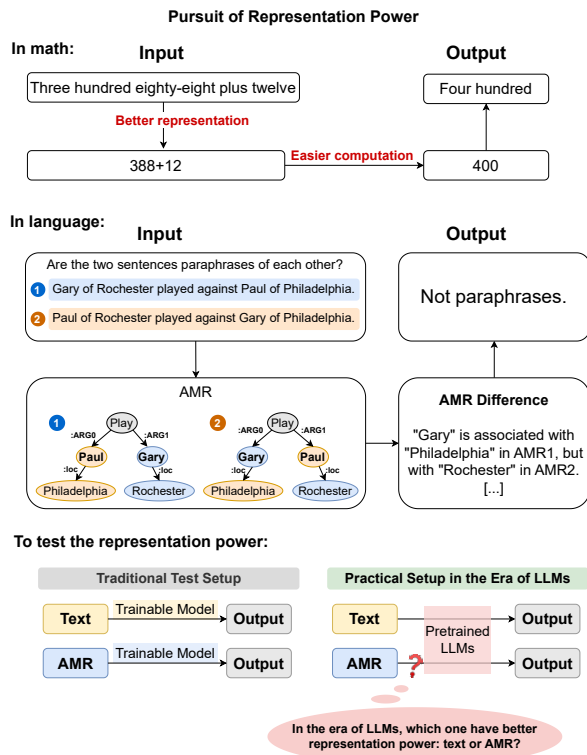 Pursuit of Representation Power
In math:
Input
Output
Three hundred eighty-eight plus twelve
Four hundred
Better representation
388+12
Easier computation
400
In language:
Input
Output
Are the two sentences paraphrases of each other?
1 Gary of Rochester played against Paul of Philadelphia.
2 Paul of Rochester played against Gary of Philadelphia.
Not paraphrases.
AMR
1
Play
:ARG0
:ARG1
Paul
Gary
:loc
:loc
Philadelphia
Rochester
2
Play
:ARG0
:ARG1
Gary
Paul
:loc
:loc
Philadelphia
Rochester
AMR Difference
"Gary" is associated with
"Philadelphia" in AMR1, but
with "Rochester" in AMR2.
[...]
To test the representation power:
Traditional Test Setup
Text
Trainable Model
Output
AMR
Trainable Model
Output
Practical Setup in the Era of LLMs
Text
Output
Pretrained
LLMs
AMR
?
Output
In the era of LLMs, which one have better
representation power: text or AMR?